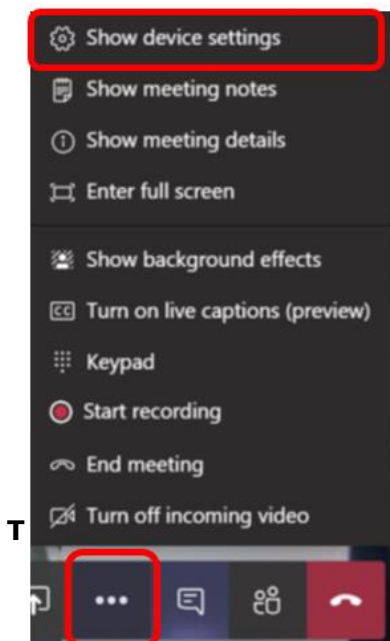 Show device settings
Show meeting notes
Show meeting details
Enter full screen
Show background effects
CC Turn on live captions (preview)
Keypad
Start recording
End meeting
T
Turn off incoming video